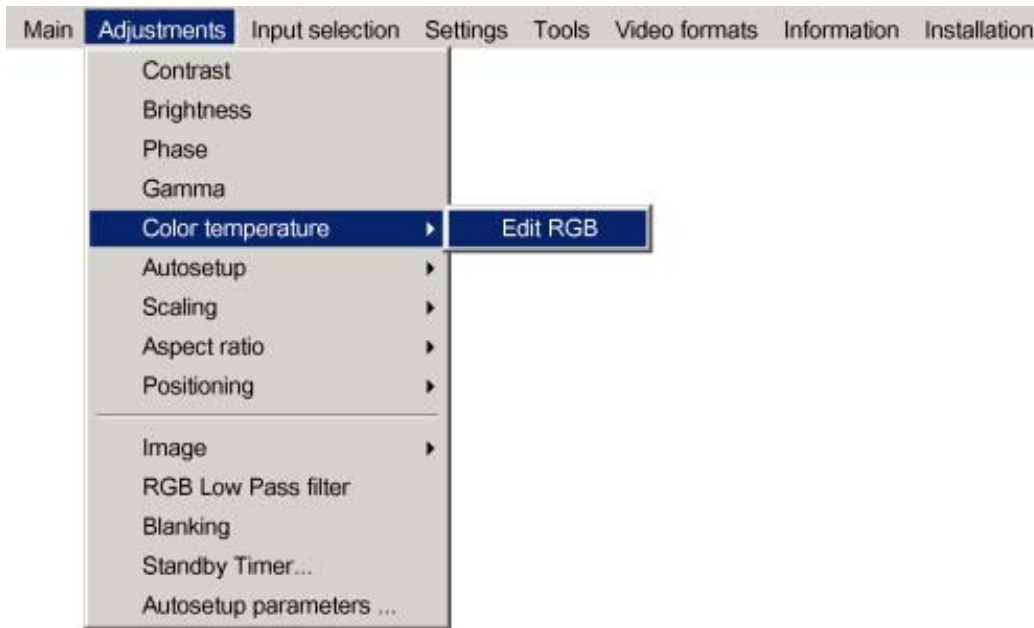 Main Adjustments Input selection Settings Tools Video formats Information Installation
Contrast
Brightness
Phase
Gamma
Color temperature Edit RGB
Autosetup
Scaling
Aspect ratio
Positioning
Image
RGB Low Pass filter
Blanking
Standby Timer...
Autosetup parameters ...